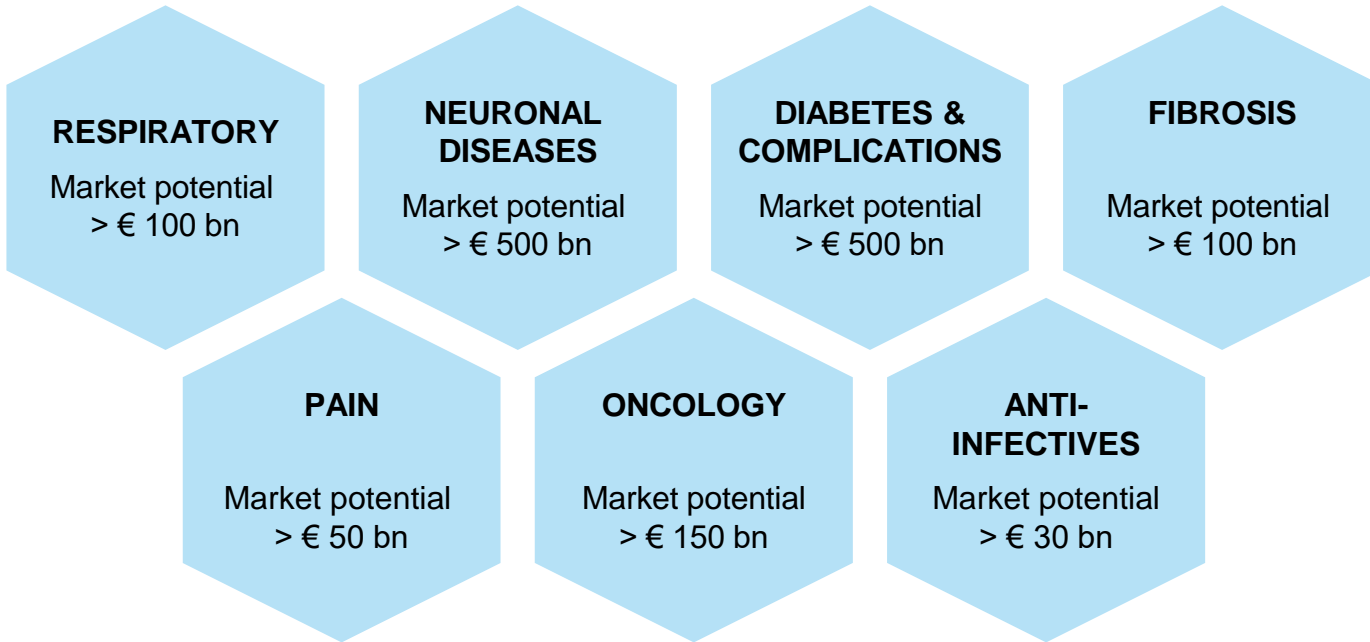 RESPIRATORY
Market potential
> € 100 bn
NEURONAL
DISEASES
Market potential
> € 500 bn
DIABETES &
COMPLICATIONS
Market potential
> € 500 bn
FIBROSIS
Market potential
> € 100 bn
PAIN
Market potential
> € 50 bn
ONCOLOGY
Market potential
> € 150 bn
ANTI-
INFECTIVES
Market potential
> € 30 bn